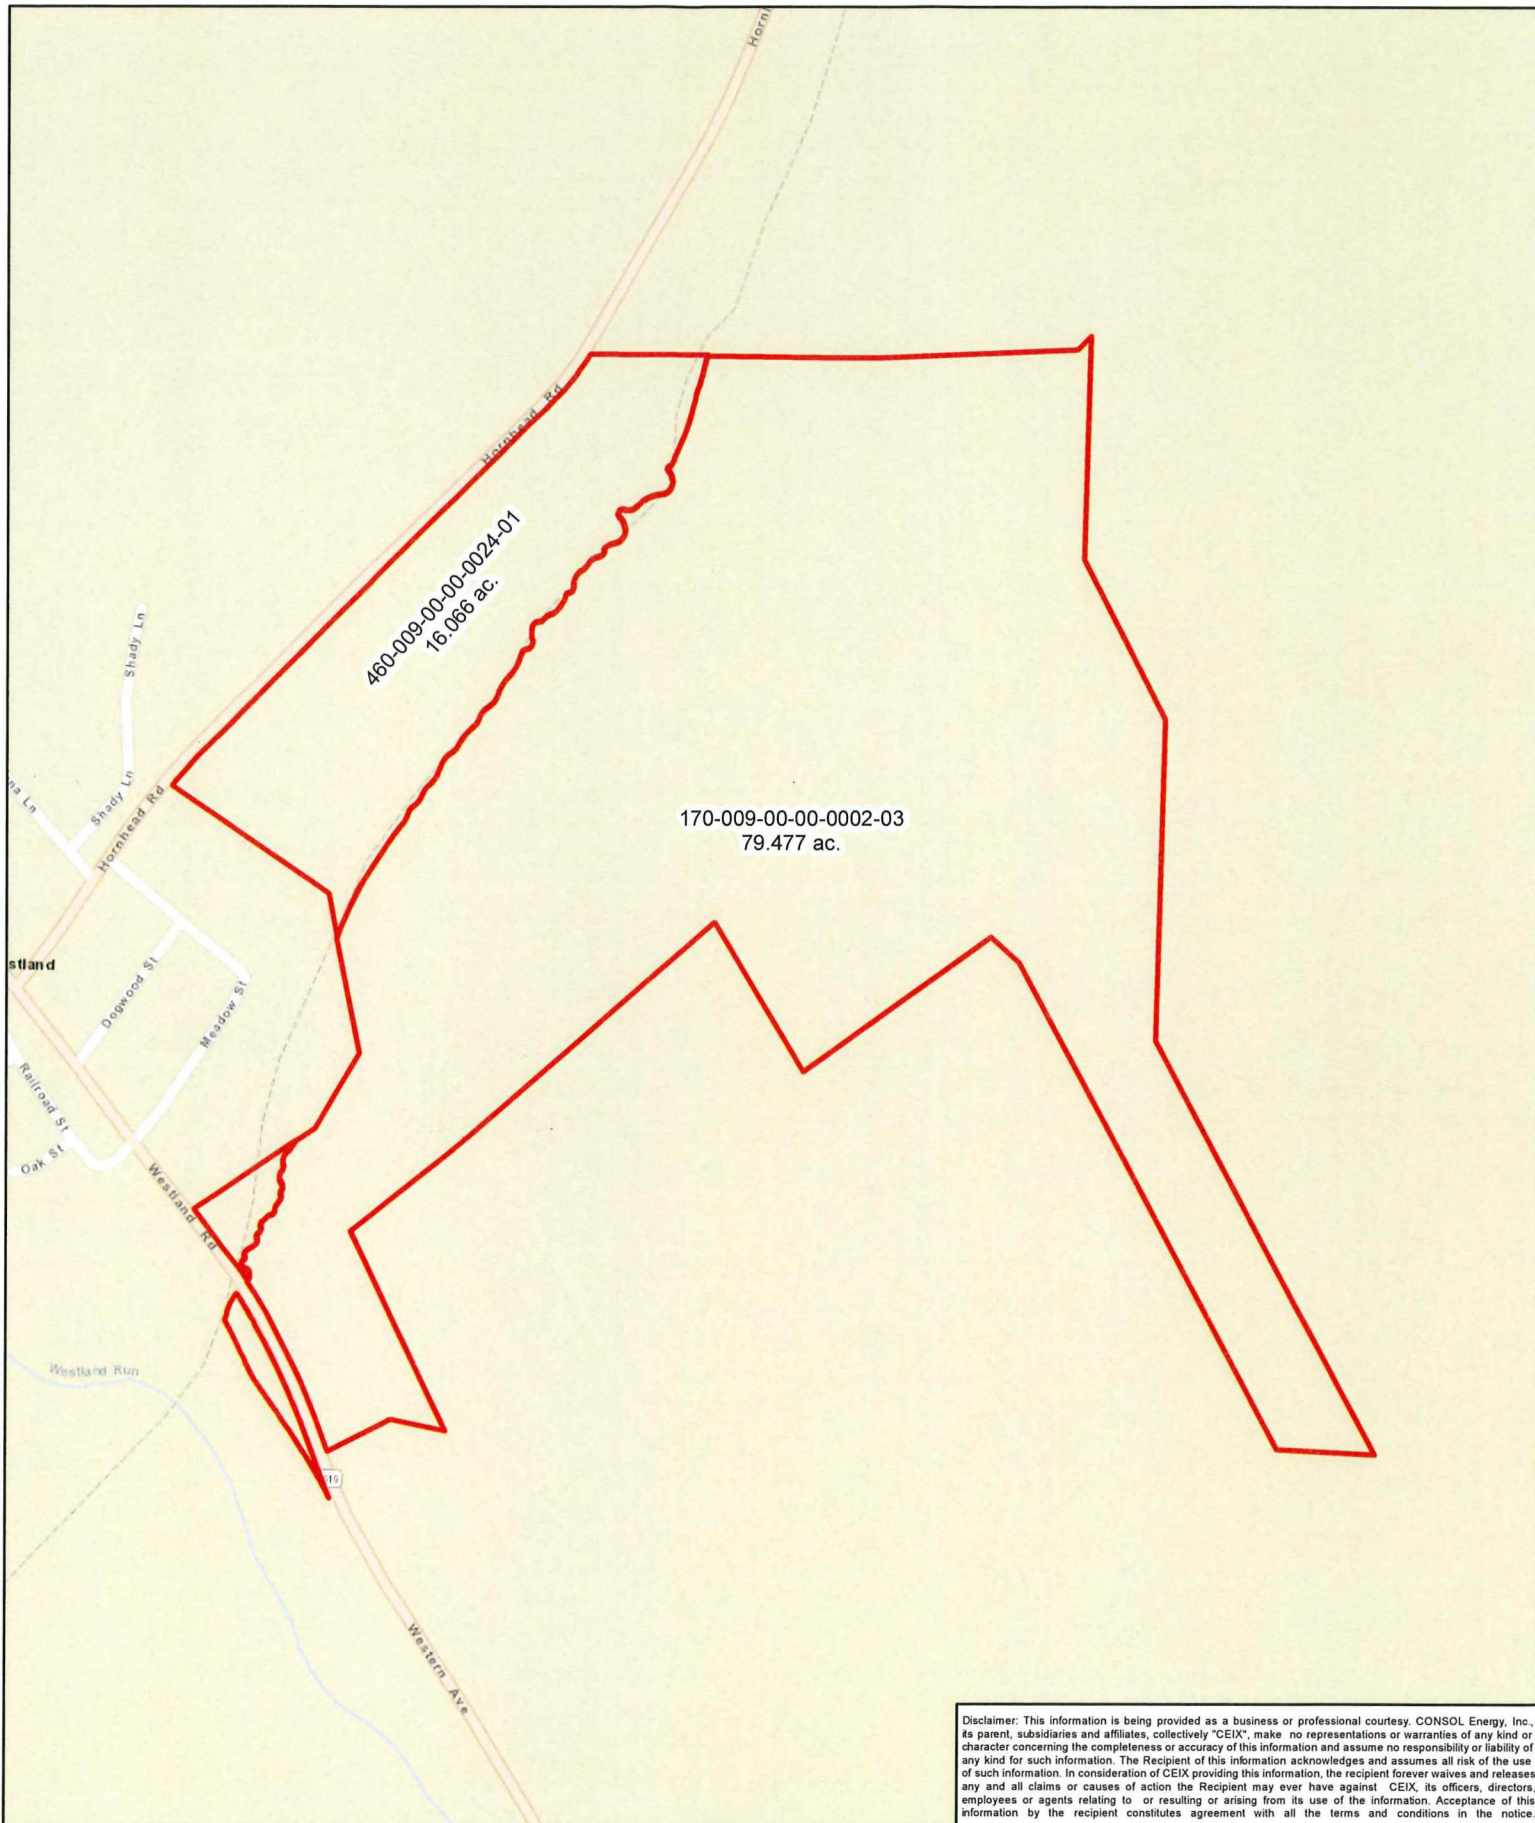 Horn
Hornhead Rd
460-009-00-00-0024-01
16.066 ac.
Shady Ln
Shady Ln
na Ln
Hornhead Rd
170-009-00-00-0002-03
79.477 ac.
stland
Dogwood St
Meadow St
Railroad St
Oak St
Westland Rd
Westland Run
519
Western Ave
Disclaimer: This information is being provided as a business or professional courtesy. CONSOL Energy, Inc.,
its parent, subsidiaries and affiliates, collectively "CEIX", make no representations or warranties of any kind or
character concerning the completeness or accuracy of this information and assume no responsibility or liability of
any kind for such information. The Recipient of this information acknowledges and assumes all risk of the use
of such information. In consideration of CEIX providing this information, the recipient forever waives and releases
any and all claims or causes of action the Recipient may ever have against CEIX, its officers, directors,
employees or agents relating to or resulting or arising from its use of the information. Acceptance of this
information by the recipient constitutes agreement with all the terms and conditions in the notice.